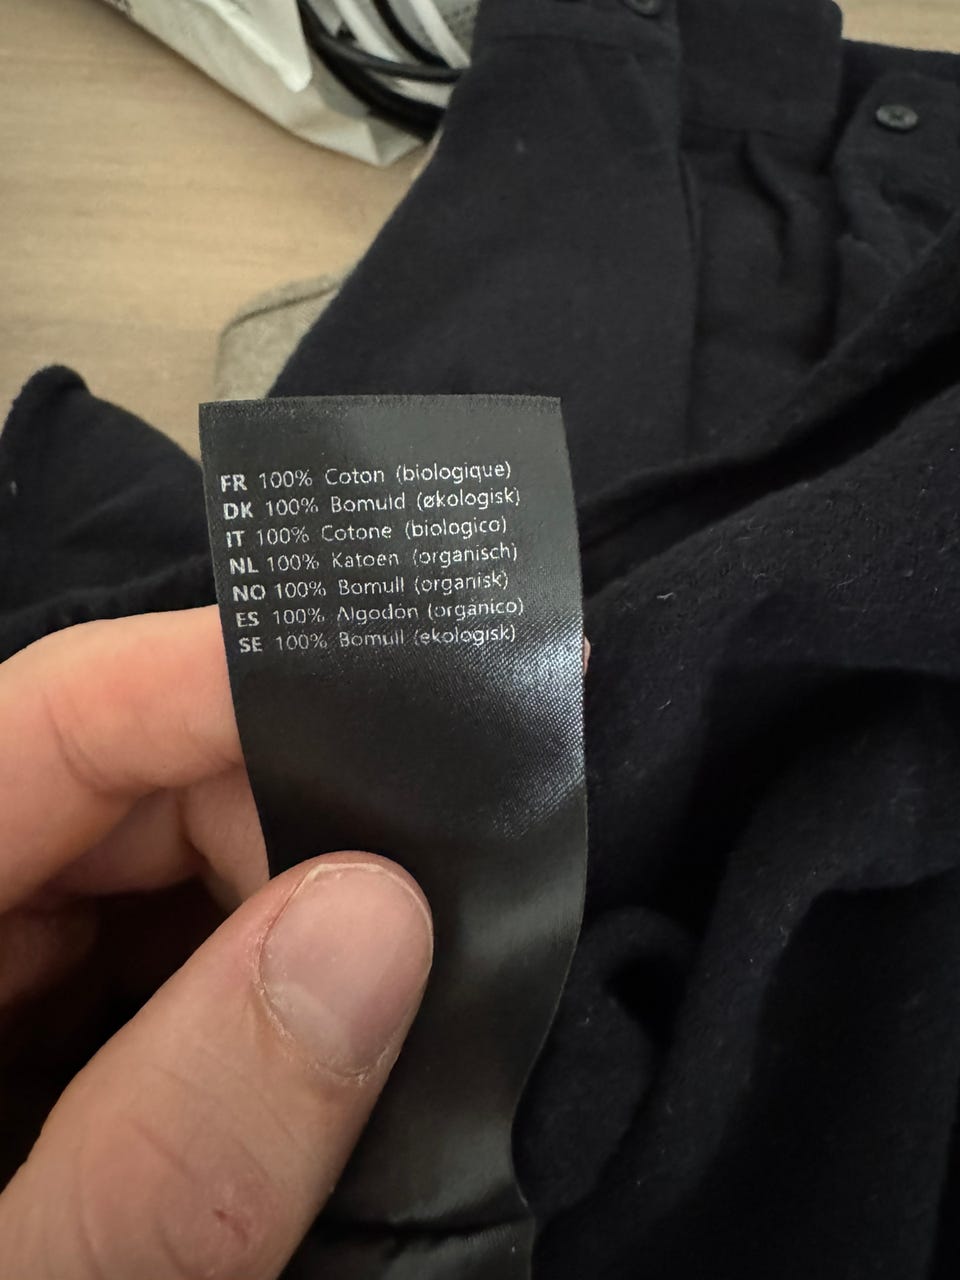 FR 100% Coton (biologique)
DK 100% Bomuld (økologisk)
IT 100% Cotone (biologico)
NL 100% Katoen (organisch)
NO 100% Bomull (organisk)
ES 100% Algodón (orgánico)
SE 100% Bomull (ekologisk)